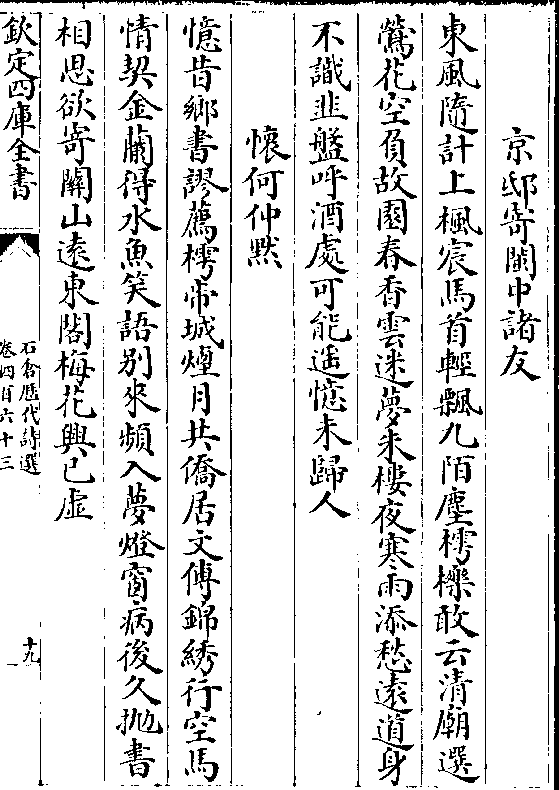 京邸寄關中諸友
東風隨計上楓宸馬首輕飄九陌塵樗櫟敢云清廟選
鶯花空負故園春香雲迷夢朱樓夜寒雨添愁遠道身
不識韭盤呼酒處可能遥憶未歸人
懷何仲默
憶昔鄉書謬薦樗帝城煙月共僑居文傳錦綉行空馬
情契金蘭得水魚笑語别來頻入夢燈窗病後久抛書
相思欲寄關山遠東閣梅花興已虚
欽定四庫全書
石倉歷代詩選
卷四百六十三
十九